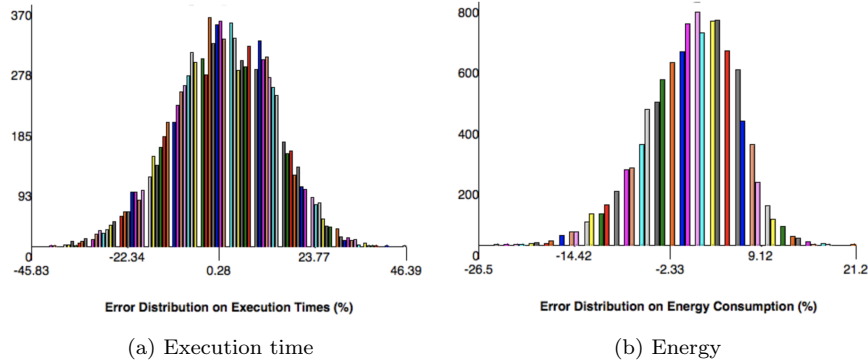 370
278
185
93
0
-45.83 -22.34 0.28 23.77 46.39
Error Distribution on Execution Times (%)
(a) Execution time
800
600
400
200
0
-26.5 -14.42 -2.33 9.12 21.2
Error Distribution on Energy Consumption (%)
(b) Energy